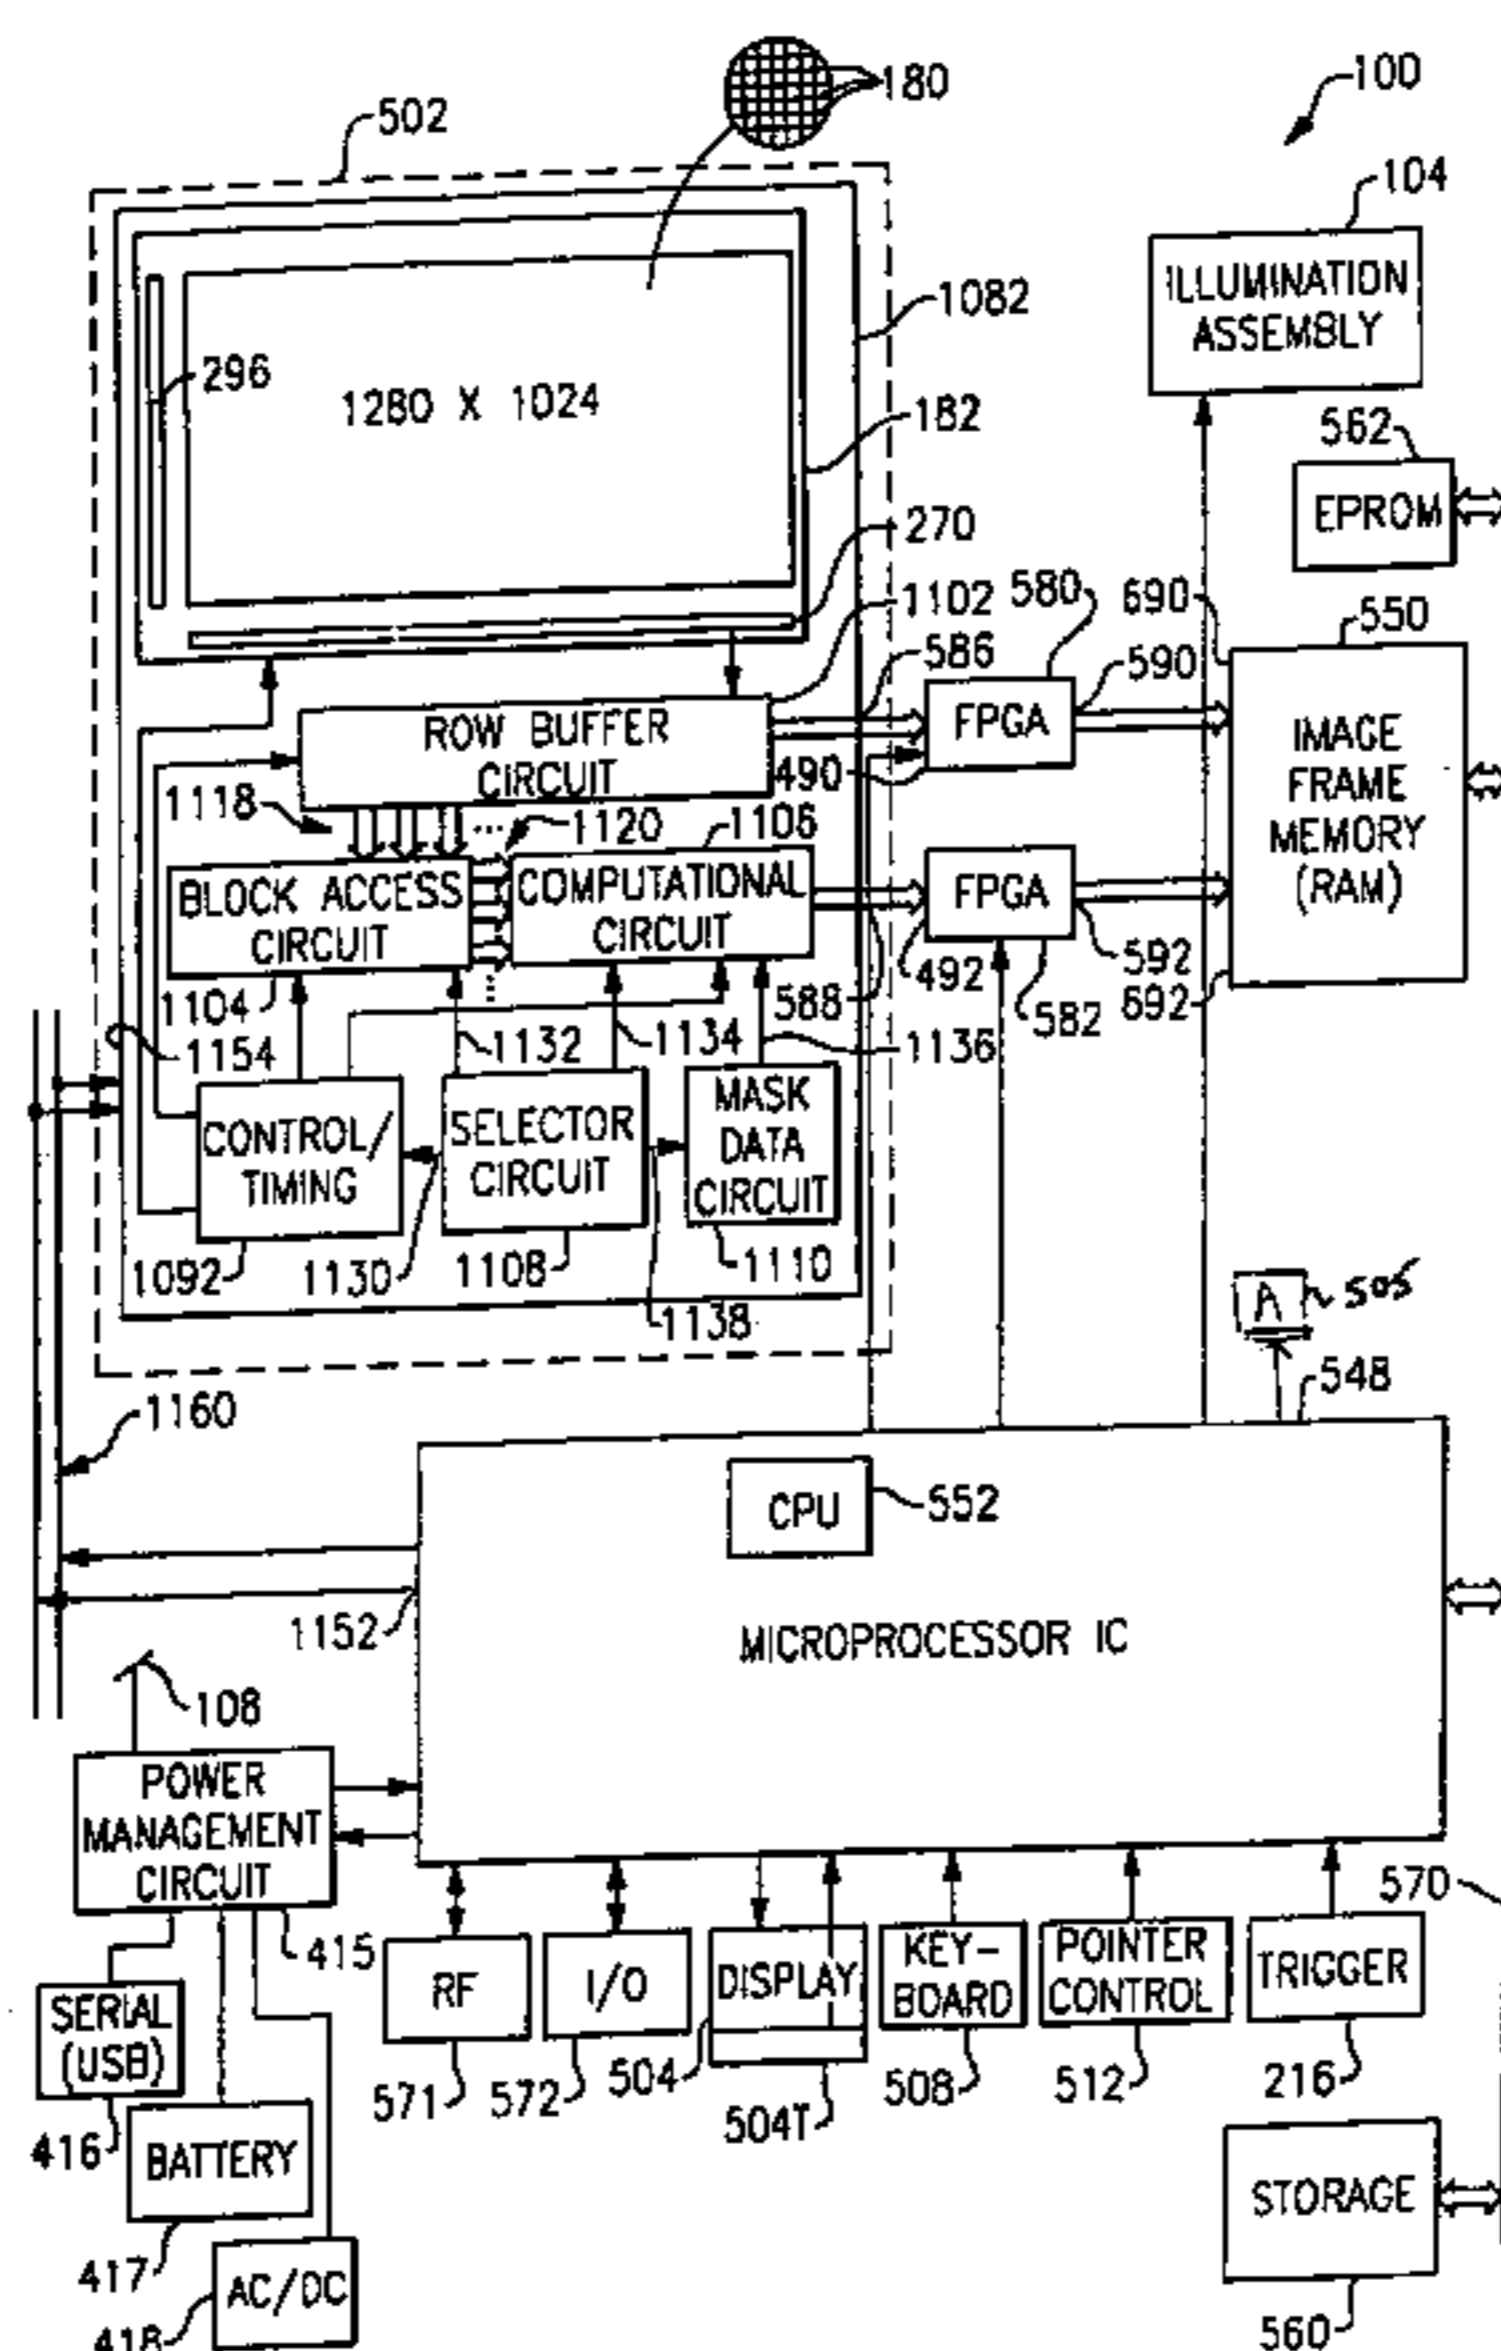 180
100
502
104
ILLUMINATION
ASSEMBLY
1082
296
1280 X 1024
182
562
EPROM
270
1102
580
690
550
586
590
FPGA
ROW BUFFER
CIRCUIT
490
IMAGE
FRAME
MEMORY
(RAM)
1118
1120
1106
BLOCK ACCESS
CIRCUIT
COMPUTATIONAL
CIRCUIT
FPGA
492
592
1104
588
582
692
1154
1132
1134
1136
CONTROL/
TIMING
SELECTOR
CIRCUIT
MASK
DATA
CIRCUIT
1092
1130
1108
1110
1138
A
505
548
1160
CPU
552
1152
MICROPROCESSOR IC
108
POWER
MANAGEMENT
CIRCUIT
415
570
RF
I/O
DISPLAY
KEY-
BOARD
POINTER
CONTROL
TRIGGER
SERIAL
(USB)
571
572
504
504T
508
512
216
416
BATTERY
STORAGE
417
AC/DC
418
560